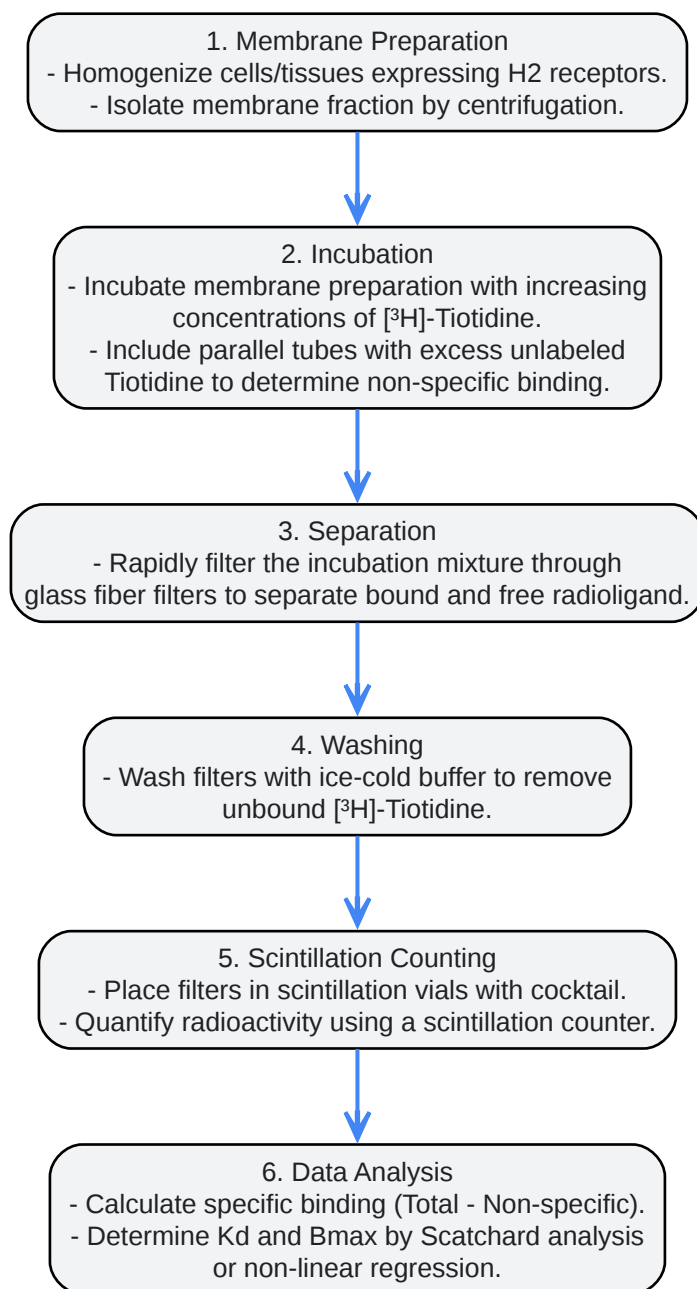 1. Membrane Preparation
- Homogenize cells/tissues expressing H2 receptors.
- Isolate membrane fraction by centrifugation.
2. Incubation
- Incubate membrane preparation with increasing
concentrations of [³H]-Tiotidine.
- Include parallel tubes with excess unlabeled
Tiotidine to determine non-specific binding.
3. Separation
- Rapidly filter the incubation mixture through
glass fiber filters to separate bound and free radioligand.
4. Washing
- Wash filters with ice-cold buffer to remove
unbound [³H]-Tiotidine.
5. Scintillation Counting
- Place filters in scintillation vials with cocktail.
- Quantify radioactivity using a scintillation counter.
6. Data Analysis
- Calculate specific binding (Total - Non-specific).
- Determine Kd and Bmax by Scatchard analysis
or non-linear regression.